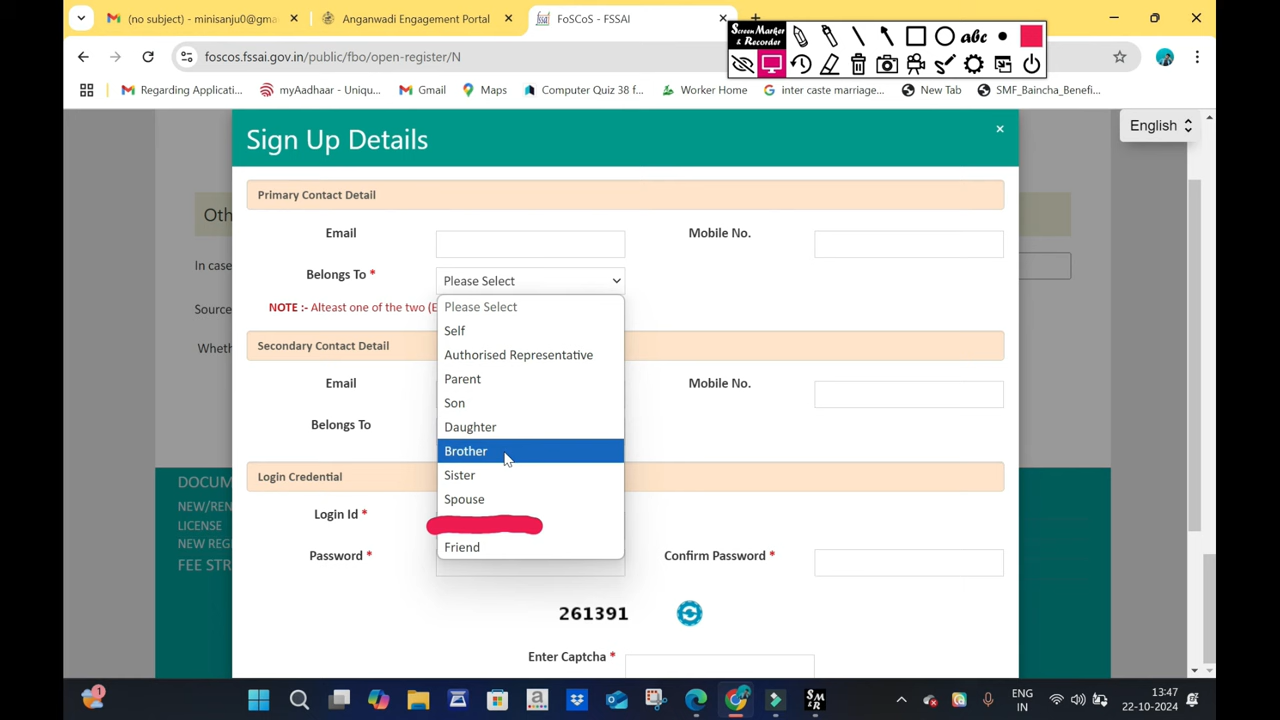 (no subject) - minisanju0@gma
Anganwadi Engagement Portal
FoSCoS - FSSAI
Screen Marker & Recorder
abc
foscos.fssai.gov.in/public/fbo/open-register/N
Regarding Applicati...
myAadhaar - Uniqu...
Gmail
Maps
Computer Quiz 38 f...
Worker Home
inter caste marriage...
New Tab
SMF_Baincha_Benefi...
English
Sign Up Details
×
Primary Contact Detail
Email
Mobile No.
Belongs To *
Please Select
NOTE :- Alteast one of the two (E
Please Select
Self
Authorised Representative
Parent
Son
Daughter
Brother
Sister
Spouse
Friend
Secondary Contact Detail
Email
Mobile No.
Belongs To
Login Credential
Login Id *
Password *
Confirm Password *
261391
Enter Captcha *
Oth
In case
Source
Wheth
DOCUM
NEW/REN
LICENSE
NEW REG
FEE STR
1
S M & R
ENG
IN
13:47
22-10-2024